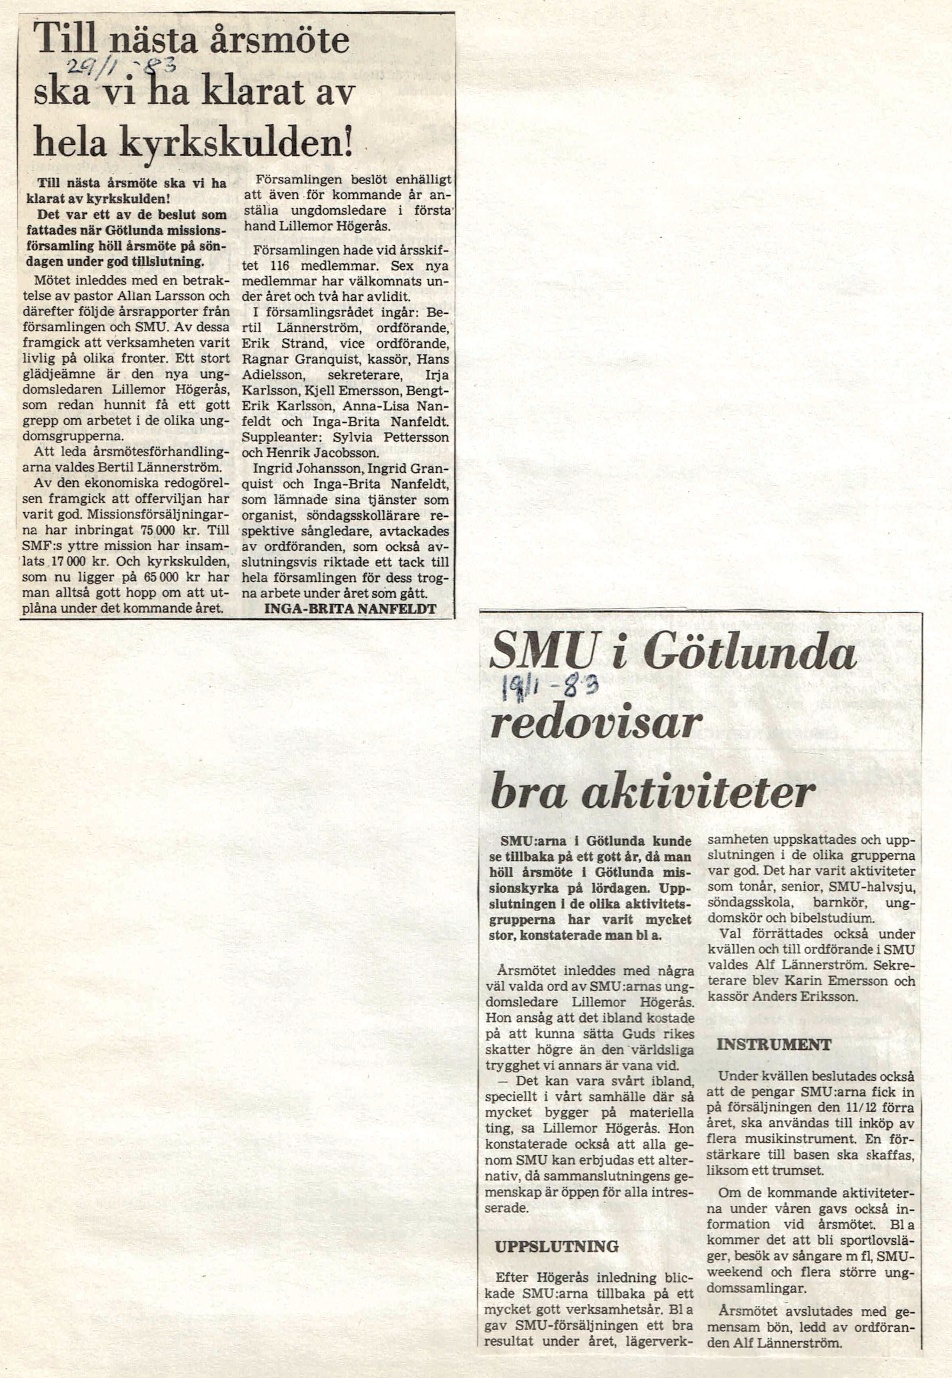 Till nästa årsmöte
29/1 -83
ska vi ha klarat av
hela kyrkskulden!
Till nästa årsmöte ska vi ha
klarat av kyrkskulden!
Det var ett av de beslut som
fattades när Götlunda missions-
församling höll årsmöte på sön-
dagen under god tillslutning.
Mötet inleddes med en betrak-
telse av pastor Allan Larsson och
därefter följde årsrapporter från
församlingen och SMU. Av dessa
framgick att verksamheten varit
livlig på olika fronter. Ett stort
glädjeämne är den nya ung-
domsledaren Lillemor Högerås,
som redan hunnit få ett gott
grepp om arbetet i de olika ung-
domsgrupperna.
Att leda årsmötesförhandling-
arna valdes Bertil Lännerström.
Av den ekonomiska redogörel-
sen framgick att offerviljan har
varit god. Missionsförsäljningar-
na har inbringat 75 000 kr. Till
SMF:s yttre mission har insam-
lats 17 000 kr. Och kyrkskulden,
som nu ligger på 65 000 kr har
man alltså gott hopp om att ut-
plåna under det kommande året.
Församlingen beslöt enhälligt
att även för kommande år an-
ställa ungdomsledare i första
hand Lillemor Högerås.
Församlingen hade vid årsskif-
tet 116 medlemmar. Sex nya
medlemmar har välkomnats un-
der året och två har avlidit.
I församlingsrådet ingår: Be-
rtil Lännerström, ordförande,
Erik Strand, vice ordförande,
Ragnar Granquist, kassör, Hans
Adielsson, sekreterare, Irja
Karlsson, Kjell Emersson, Bengt-
Erik Karlsson, Anna-Lisa Nan-
feldt och Inga-Brita Nanfeldt.
Suppleanter: Sylvia Pettersson
och Henrik Jacobsson.
Ingrid Johansson, Ingrid Gran-
quist och Inga-Brita Nanfeldt,
som lämnade sina tjänster som
organist, söndagsskollärare re-
spektive sångledare, avtackades
av ordföranden, som också av-
slutningsvis riktade ett tack till
hela församlingen för dess trog-
na arbete under året som gått.
INGA-BRITA NANFELDT
SMU i Götlunda
19/1 -83
redovisar
bra aktiviteter
SMU:arna i Götlunda kunde
se tillbaka på ett gott år, då man
höll årsmöte i Götlunda mis-
sionskyrka på lördagen. Upp-
slutningen i de olika aktivitets-
grupperna har varit mycket
stor, konstaterade man bl a.
Årsmötet inleddes med några
väl valda ord av SMU:arnas ung-
domsledare Lillemor Högerås.
Hon ansåg att det ibland kostade
på att kunna sätta Guds rikes
skatter högre än den världsliga
trygghet vi annars är vana vid.
— Det kan vara svårt ibland,
speciellt i vårt samhälle där så
mycket bygger på materiella
ting, sa Lillemor Högerås. Hon
konstaterade också att alla ge-
nom SMU kan erbjudas ett alter-
nativ, då sammanslutningens ge-
menskap är öppen för alla intres-
serade.
UPPSLUTNING
Efter Högerås inledning blic-
kade SMU:arna tillbaka på ett
mycket gott verksamhetsår. Bl a
gav SMU-försäljningen ett bra
resultat under året, lägerverk-
samheten uppskattades och upp-
slutningen i de olika grupperna
var god. Det har varit aktiviteter
som tonår, senior, SMU-halvsju,
söndagsskola, barnkör, ung-
domskör och bibelstudium.
Val förrättades också under
kvällen och till ordförande i SMU
valdes Alf Lännerström. Sekre-
terare blev Karin Emersson och
kassör Anders Eriksson.
INSTRUMENT
Under kvällen beslutades också
att de pengar SMU:arna fick in
på försäljningen den 11/12 förra
året, ska användas till inköp av
flera musikinstrument. En för-
stärkare till basen ska skaffas,
liksom ett trumset.
Om de kommande aktiviteter-
na under våren gavs också in-
formation vid årsmötet. Bl a
kommer det att bli sportlovslä-
ger, besök av sångare m fl, SMU-
weekend och flera större ung-
domssamlingar.
Årsmötet avslutades med ge-
mensam bön, ledd av ordföran-
den Alf Lännerström.